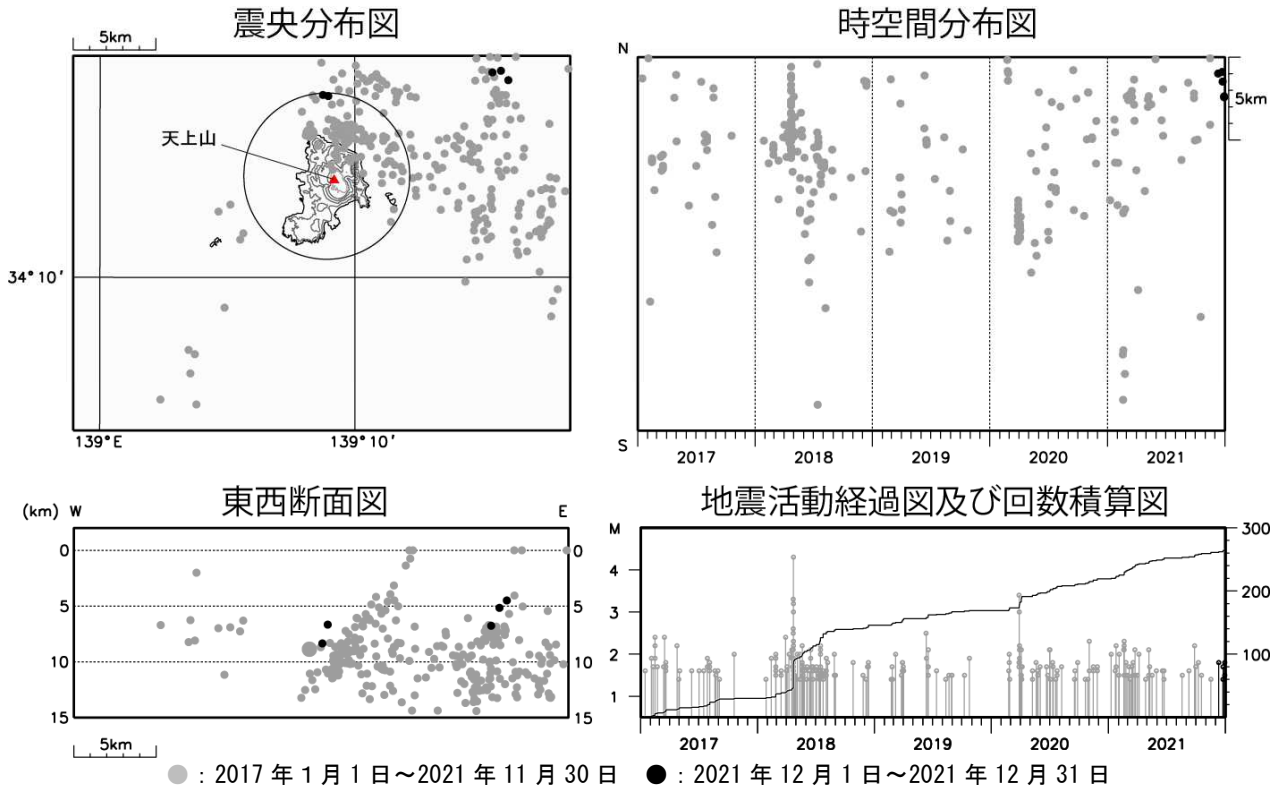 震央分布図
5km
天上山
34°10′
139°E
139°10′
時空間分布図
N
5km
S
2017 2018 2019 2020 2021
東西断面図
(km) W E
0 0
5 5
10 10
15 15
5km
地震活動経過図及び回数積算図
M
4
3
2
1
300
200
100
2017 2018 2019 2020 2021
：2017 年 1 月 1 日～2021 年 11 月 30 日
：2021 年 12 月 1 日～2021 年 12 月 31 日